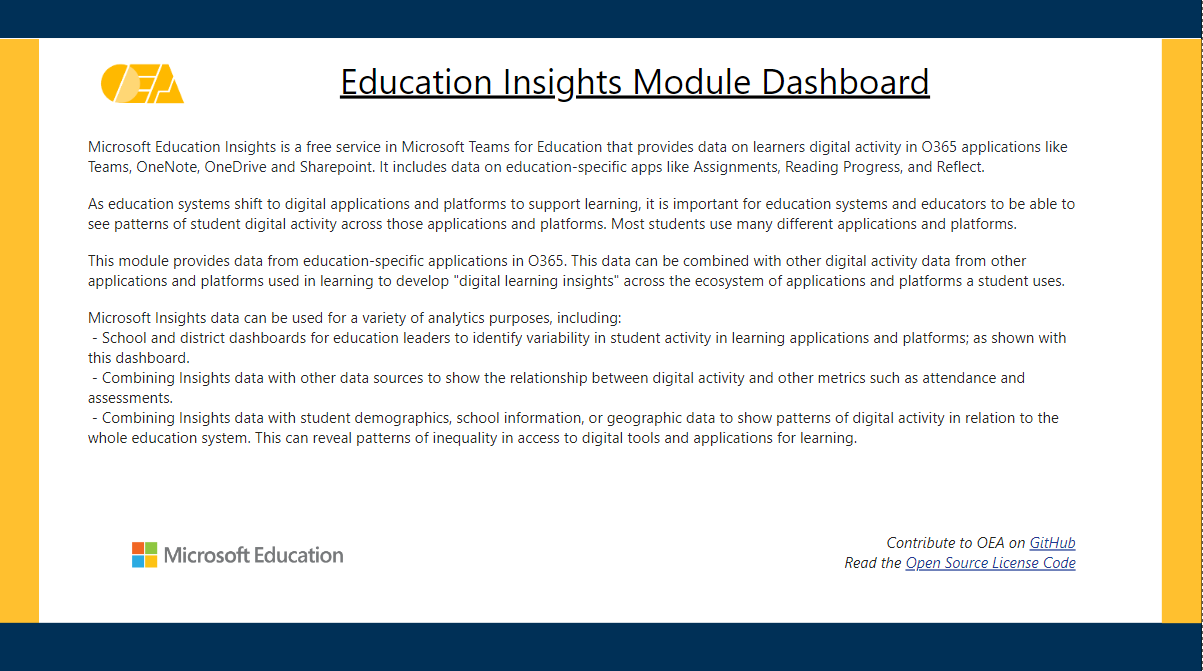 OEA
Education Insights Module Dashboard
Microsoft Education Insights is a free service in Microsoft Teams for Education that provides data on learners digital activity in O365 applications like
Teams, OneNote, OneDrive and Sharepoint. It includes data on education-specific apps like Assignments, Reading Progress, and Reflect.
As education systems shift to digital applications and platforms to support learning, it is important for education systems and educators to be able to
see patterns of student digital activity across those applications and platforms. Most students use many different applications and platforms.
This module provides data from education-specific applications in O365. This data can be combined with other digital activity data from other
applications and platforms used in learning to develop "digital learning insights" across the ecosystem of applications and platforms a student uses.
Microsoft Insights data can be used for a variety of analytics purposes, including:
- School and district dashboards for education leaders to identify variability in student activity in learning applications and platforms; as shown with
this dashboard.
- Combining Insights data with other data sources to show the relationship between digital activity and other metrics such as attendance and
assessments.
- Combining Insights data with student demographics, school information, or geographic data to show patterns of digital activity in relation to the
whole education system. This can reveal patterns of inequality in access to digital tools and applications for learning.
Microsoft Education
Contribute to OEA on GitHub
Read the Open Source License Code